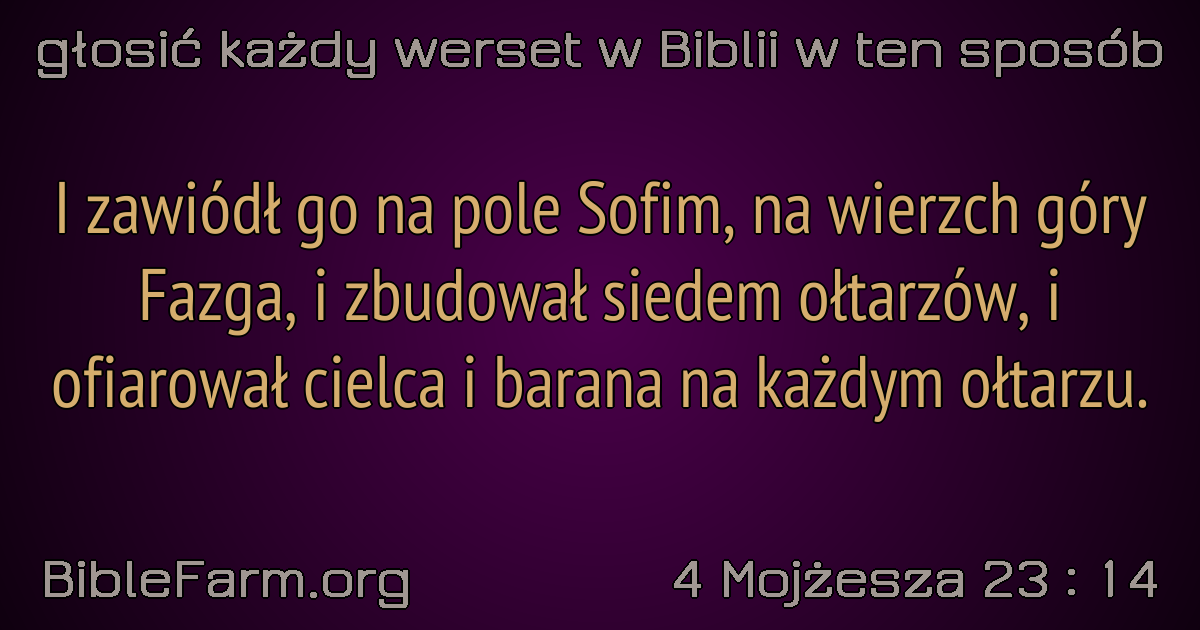 głosić każdy werset w Biblii w ten sposób
I zawiódł go na pole Sofim, na wierzch góry
Fazga, i zbudował siedem ołtarzów, i
ofiarował cielca i barana na każdym ołtarzu.
BibleFarm.org
4 Mojżesza 23 : 14